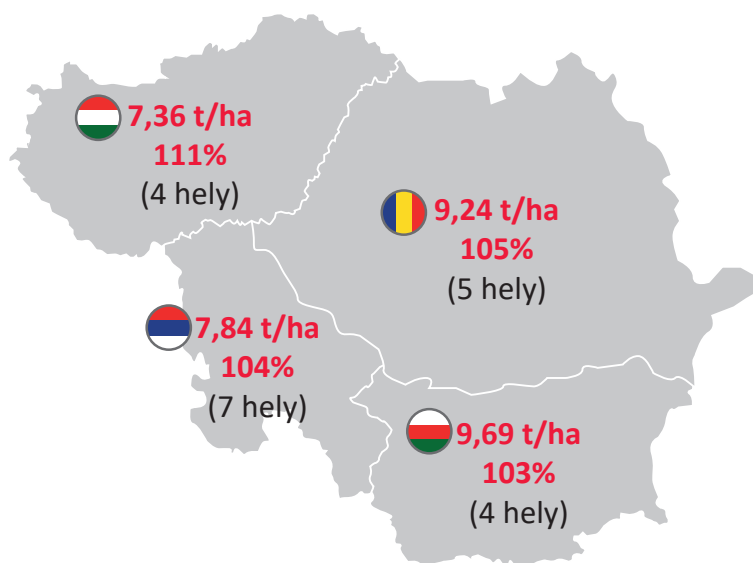 7,36 t/ha
111%
(4 hely)
9,24 t/ha
105%
(5 hely)
7,84 t/ha
104%
(7 hely)
9,69 t/ha
103%
(4 hely)